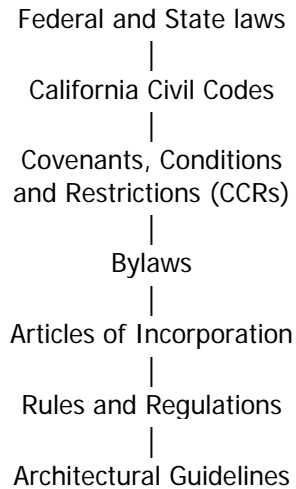 Federal and State laws
California Civil Codes
Covenants, Conditions
and Restrictions (CCRs)
Bylaws
Articles of Incorporation
Rules and Regulations
Architectural Guidelines